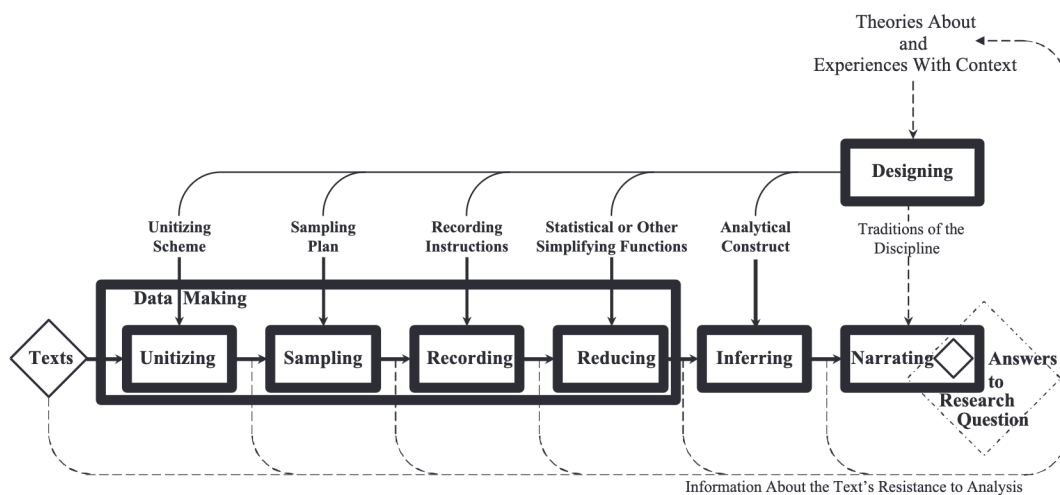 Theories About
and
Experiences With Context
Designing
Unitizing
Scheme
Sampling
Plan
Recording
Instructions
Statistical or Other
Simplifying Functions
Analytical
Construct
Traditions of the
Discipline
Data Making
Texts
Unitizing
Sampling
Recording
Reducing
Inferring
Narrating
Answers
to
Research
Question
Information About the Text's Resistance to Analysis